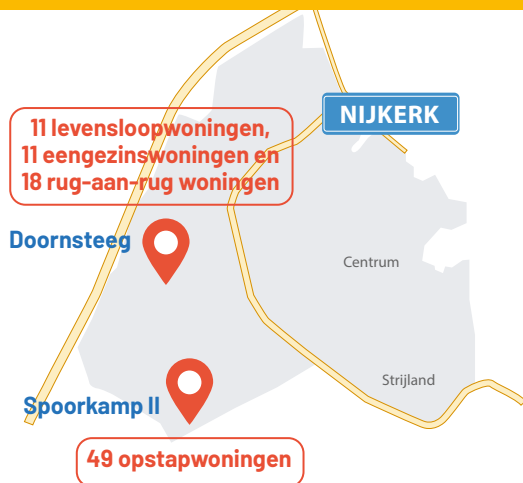 NIJKERK
11 levensloopwoningen,
11 eengezinswoningen en
18 rug-aan-rug woningen
Doornsteeg
Centrum
Strijland
Spoorkamp II
49 opstapwoningen